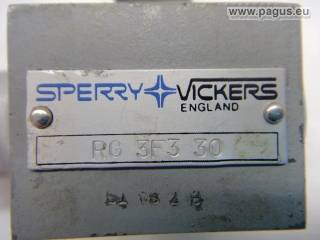 www.pagus.eu
SPERRY VICKERS
ENGLAND
RG 3F3 30